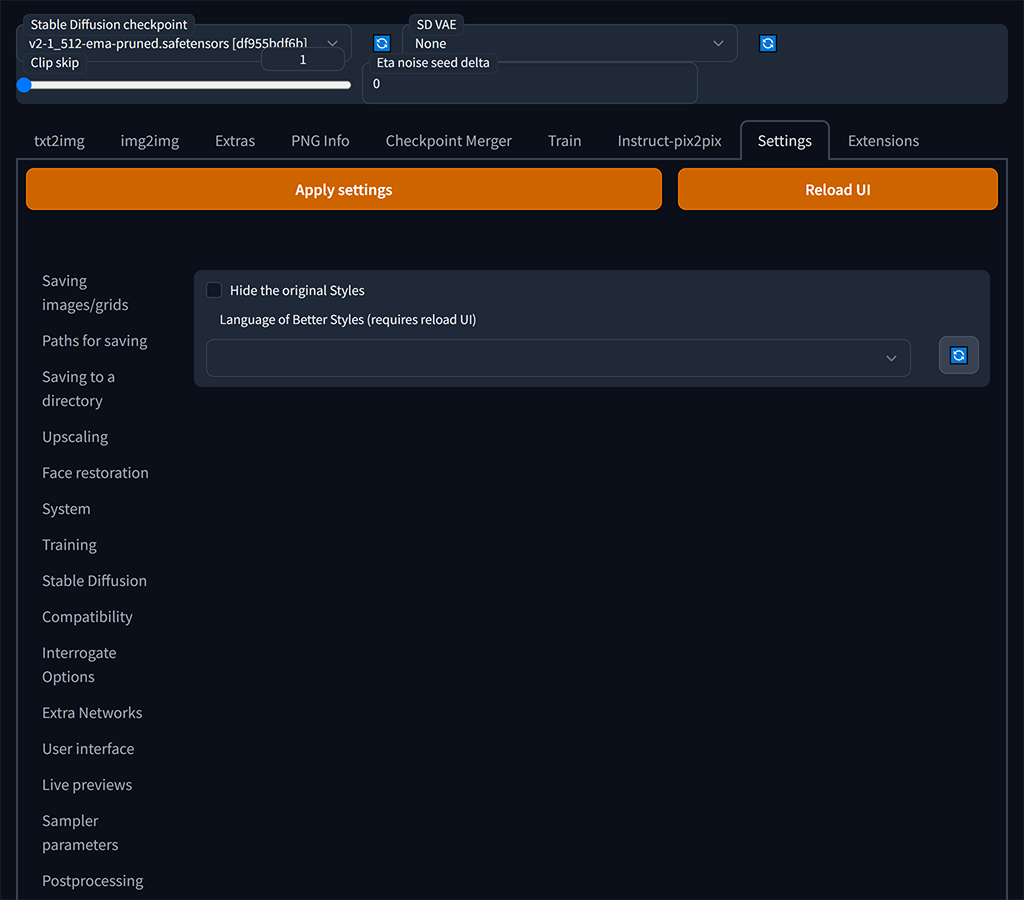 Stable Diffusion checkpoint
v2-1_512-ema-pruned.safetensors [df955bdf6b]
SD VAE
None
Clip skip
1
Eta noise seed delta
0
txt2img
img2img
Extras
PNG Info
Checkpoint Merger
Train
Instruct-pix2pix
Settings
Extensions
Apply settings
Reload UI
Saving
images/grids
Paths for saving
Saving to a
directory
Upscaling
Face restoration
System
Training
Stable Diffusion
Compatibility
Interrogate
Options
Extra Networks
User interface
Live previews
Sampler
parameters
Postprocessing
Hide the original Styles
Language of Better Styles (requires reload UI)